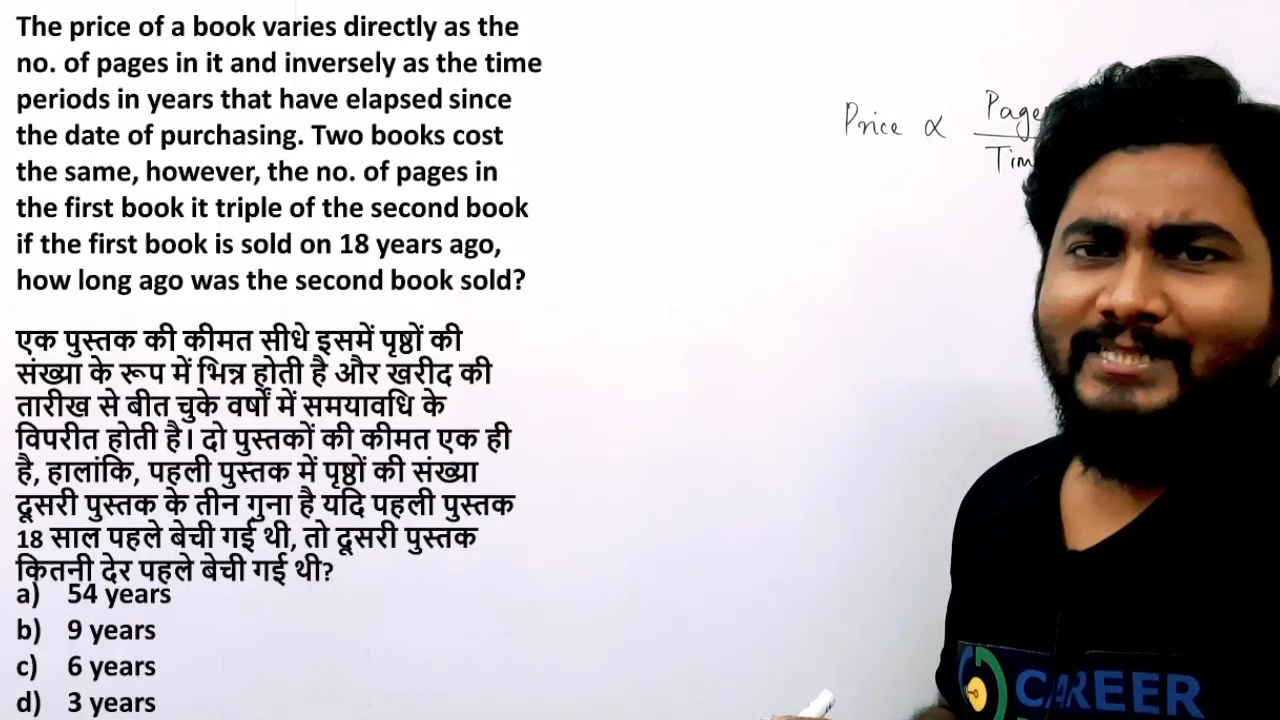 The price of a book varies directly as the
no. of pages in it and inversely as the time
periods in years that have elapsed since
the date of purchasing. Two books cost
the same, however, the no. of pages in
the first book it triple of the second book
if the first book is sold on 18 years ago,
how long ago was the second book sold?
एक पुस्तक की कीमत सीधे इसमें पृष्ठों की
संख्या के रूप में भिन्न होती है और खरीद की
तारीख से बीत चुके वर्षों में समयावधि के
विपरीत होती है। दो पुस्तकों की कीमत एक ही
है, हालांकि, पहली पुस्तक में पृष्ठों की संख्या
दूसरी पुस्तक के तीन गुना है यदि पहली पुस्तक
18 साल पहले बेची गई थी, तो दूसरी पुस्तक
कितनी देर पहले बेची गई थी?
a) 54 years
b) 9 years
c) 6 years
d) 3 years
Price ∝ Page
Tim
CAREER